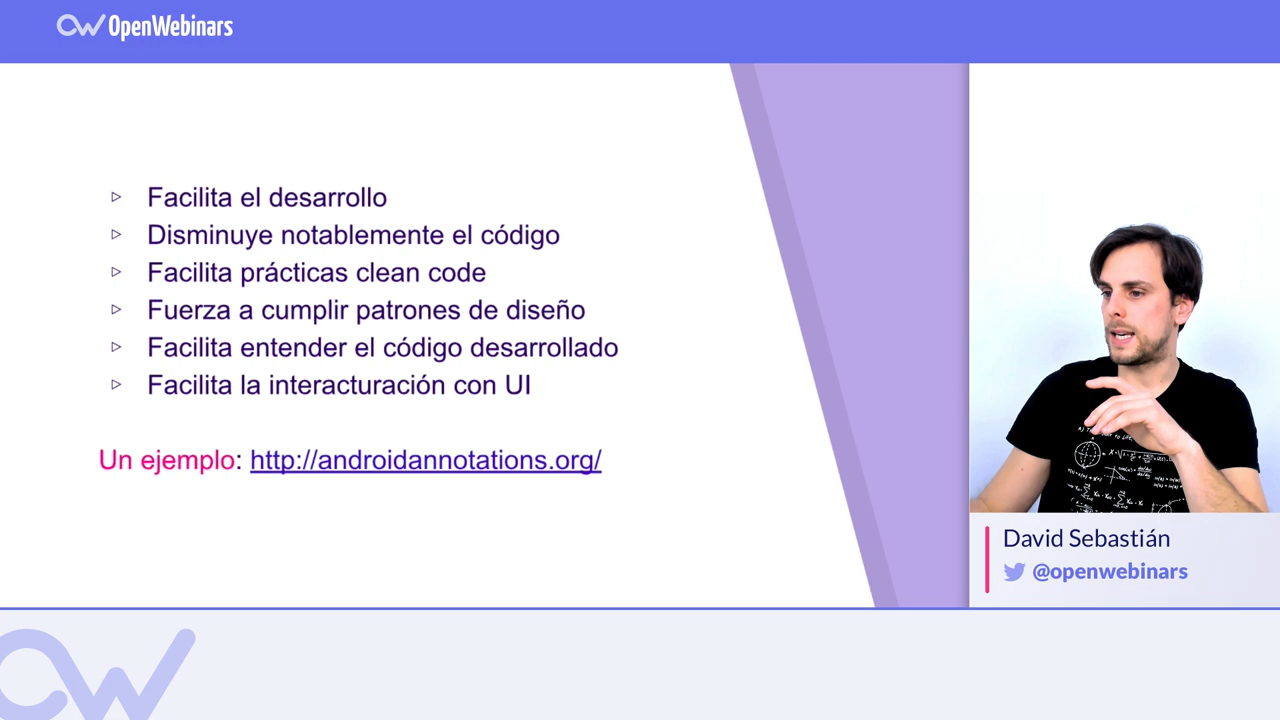 OpenWebinars
Facilita el desarrollo
Disminuye notablemente el código
Facilita prácticas clean code
Fuerza a cumplir patrones de diseño
Facilita entender el código desarrollado
Facilita la interacturación con UI
Un ejemplo: http://androidannotations.org/
David Sebastián
@openwebinars